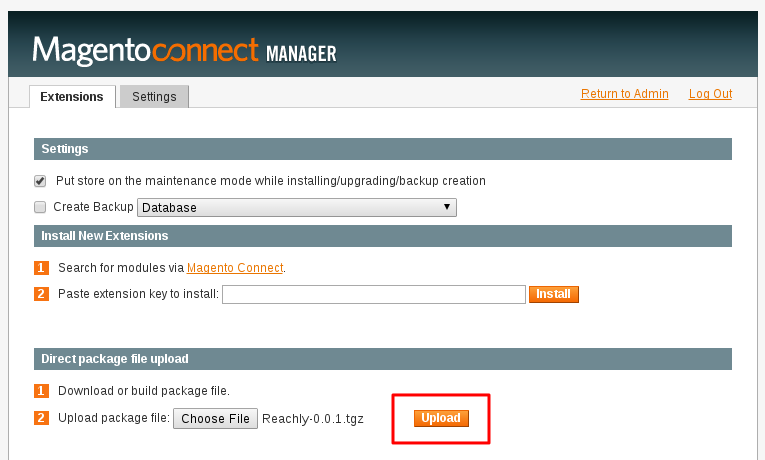 Magentoconnect MANAGER
Extensions Settings Return to Admin Log Out
Settings
Put store on the maintenance mode while installing/upgrading/backup creation
Create Backup Database
Install New Extensions
1 Search for modules via Magento Connect.
2 Paste extension key to install: Install
Direct package file upload
1 Download or build package file.
2 Upload package file: Choose File Reachly-0.0.1.tgz Upload